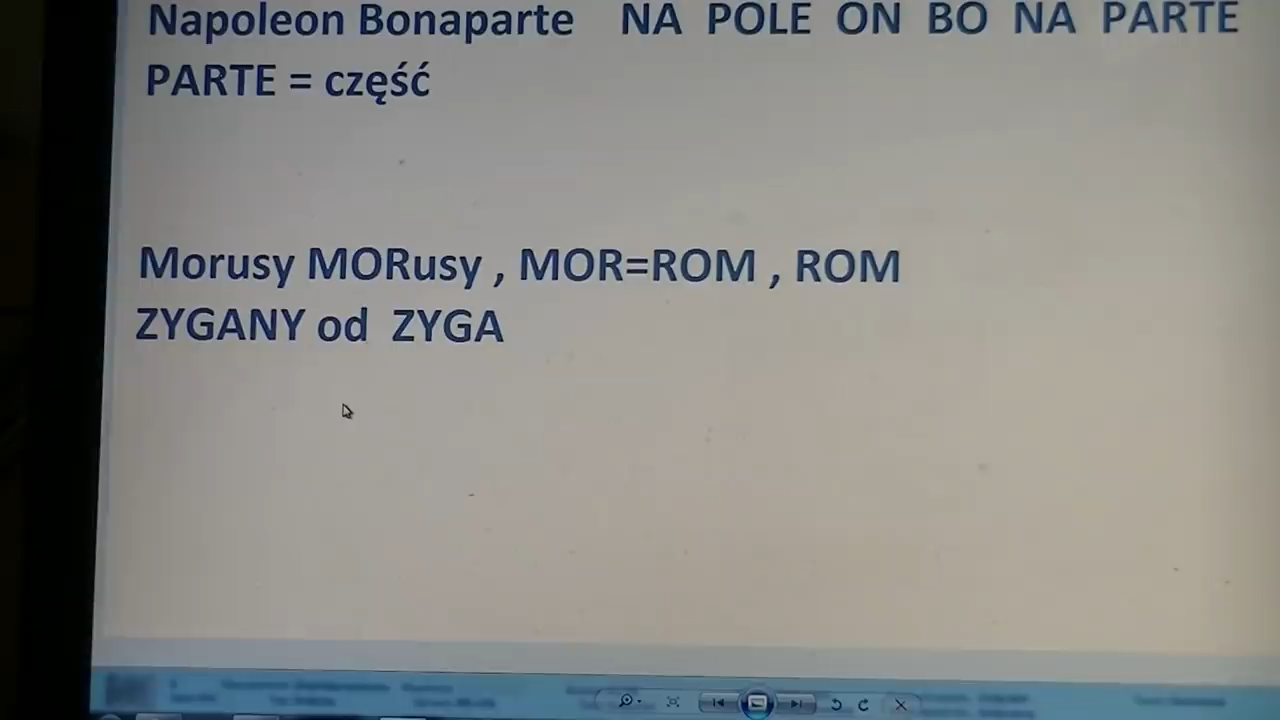 Napoleon Bonaparte NA POLE ON BO NA PARTE
PARTE = część
Morusy MORusy , MOR=ROM , ROM
ZYGANY od ZYGA